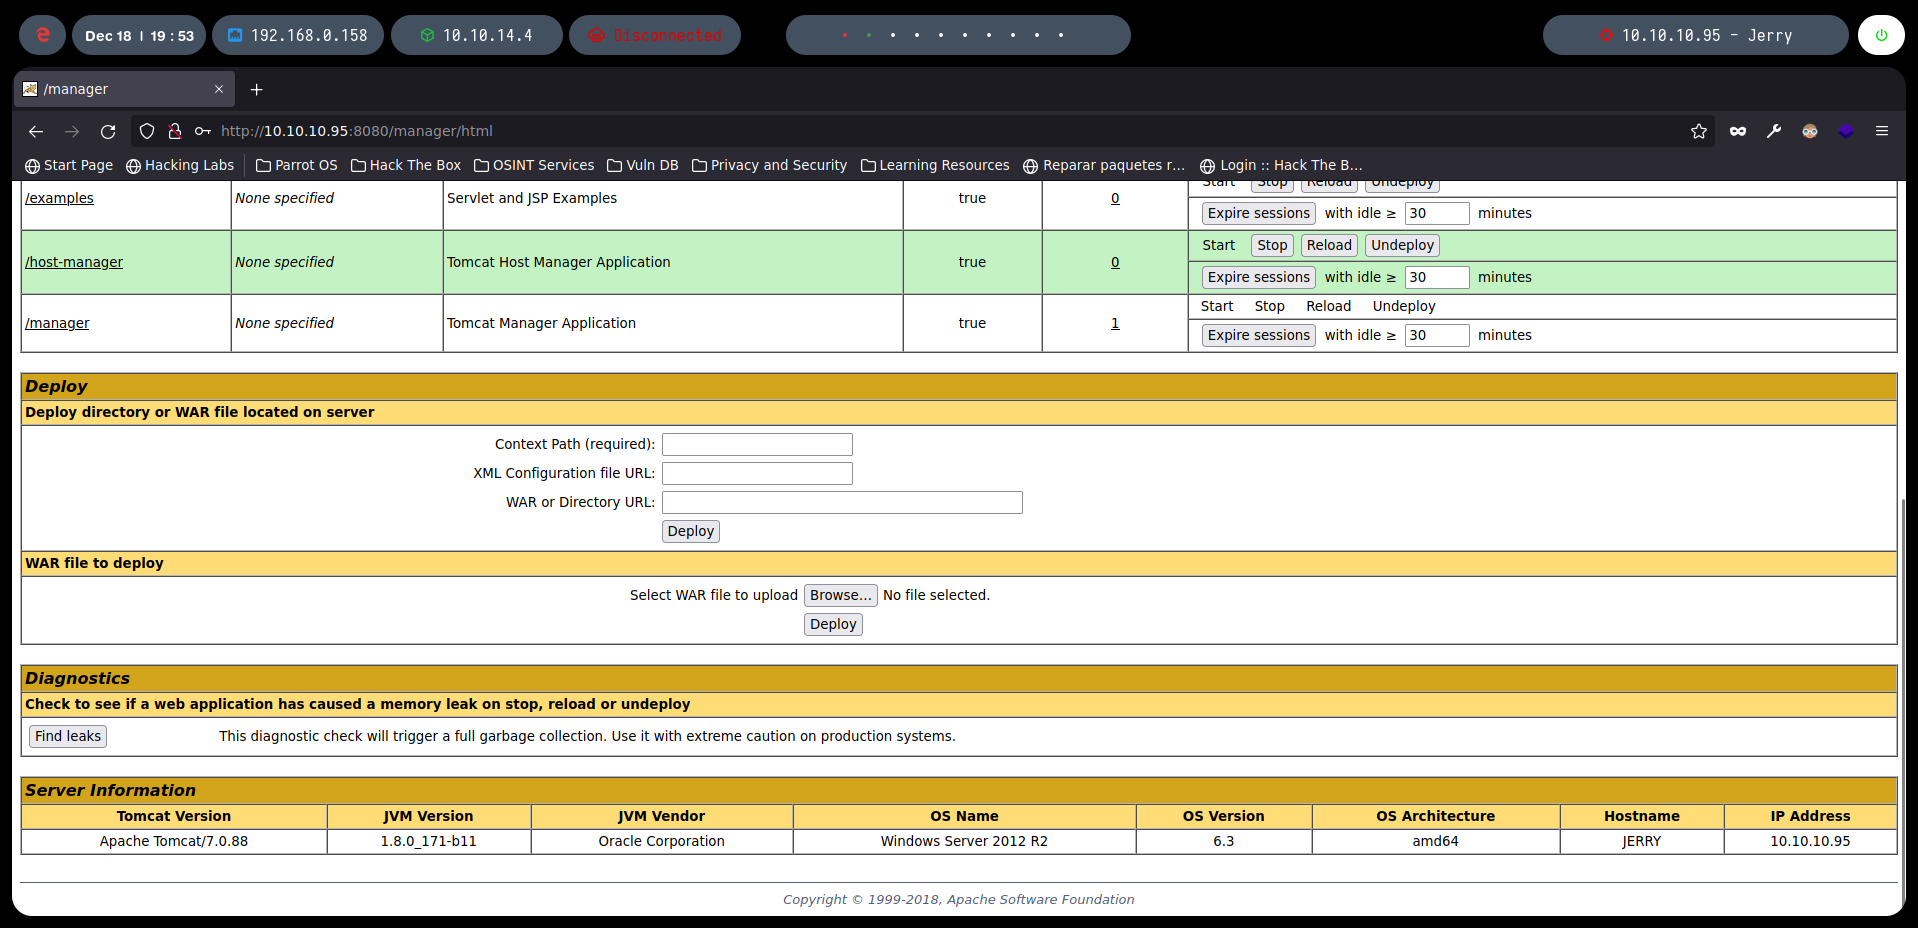 Dec 18 | 19 : 53
192.168.0.158
10.10.14.4
Disconnected
10.10.10.95 - Jerry
/manager
http://10.10.10.95:8080/manager/html
Start Page
Hacking Labs
Parrot OS
Hack The Box
OSINT Services
Vuln DB
Privacy and Security
Learning Resources
Reparar paquetes r...
Login :: Hack The B...
/examples None specified Servlet and JSP Examples true 0 Start Stop Reload Undeploy
Expire sessions with idle ≥ 30 minutes
/host-manager None specified Tomcat Host Manager Application true 0 Start Stop Reload Undeploy
Expire sessions with idle ≥ 30 minutes
/manager None specified Tomcat Manager Application true 1 Start Stop Reload Undeploy
Expire sessions with idle ≥ 30 minutes
Deploy
Deploy directory or WAR file located on server
Context Path (required):
XML Configuration file URL:
WAR or Directory URL:
Deploy
WAR file to deploy
Select WAR file to upload Browse... No file selected.
Deploy
Diagnostics
Check to see if a web application has caused a memory leak on stop, reload or undeploy
Find leaks This diagnostic check will trigger a full garbage collection. Use it with extreme caution on production systems.
Server Information
Tomcat Version JVM Version JVM Vendor OS Name OS Version OS Architecture Hostname IP Address
Apache Tomcat/7.0.88 1.8.0_171-b11 Oracle Corporation Windows Server 2012 R2 6.3 amd64 JERRY 10.10.10.95
Copyright © 1999-2018, Apache Software Foundation